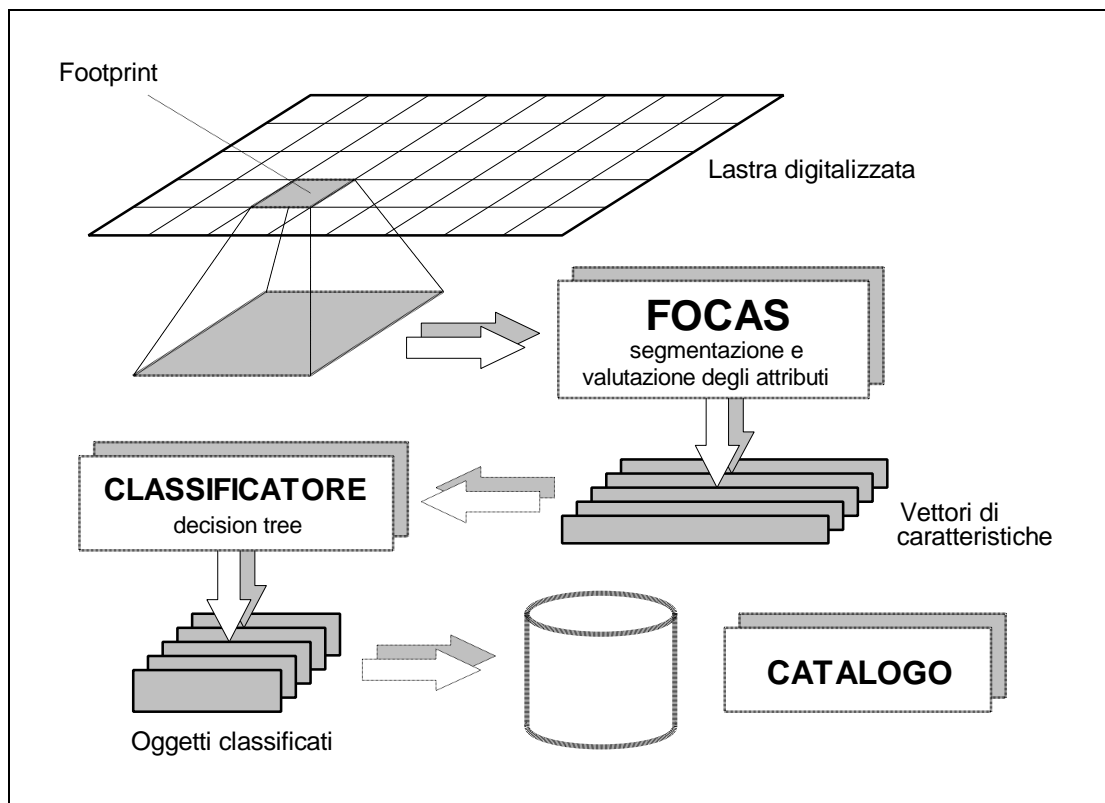 Footprint
Lastra digitalizzata
FOCAS
segmentazione e
valutazione degli attributi
CLASSIFICATORE
decision tree
Vettori di
caratteristiche
CATALOGO
Oggetti classificati